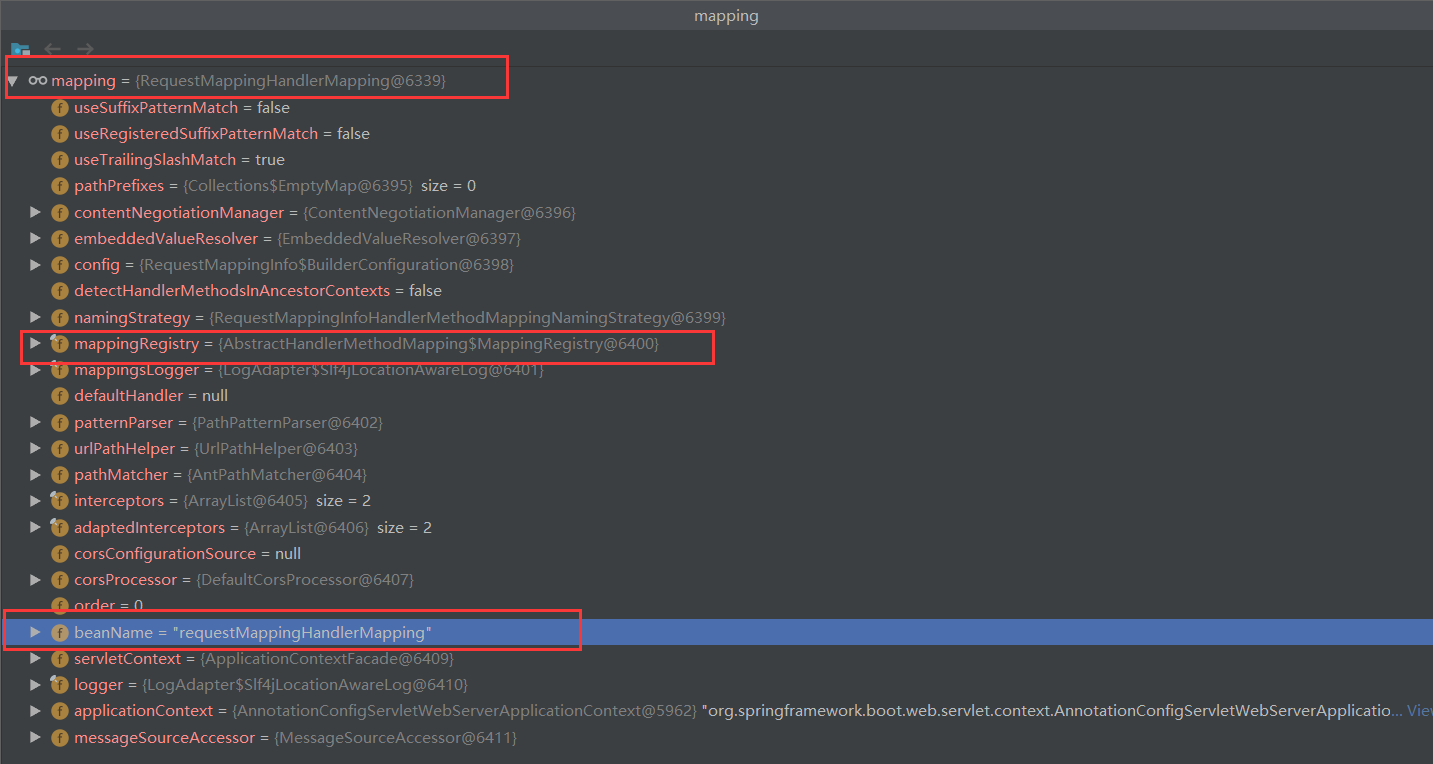 mapping
mapping = {RequestMappingHandlerMapping@6339}
useSuffixPatternMatch = false
useRegisteredSuffixPatternMatch = false
useTrailingSlashMatch = true
pathPrefixes = {Collections$EmptyMap@6395} size = 0
contentNegotiationManager = {ContentNegotiationManager@6396}
embeddedValueResolver = {EmbeddedValueResolver@6397}
config = {RequestMappingInfo$BuilderConfiguration@6398}
detectHandlerMethodsInAncestorContexts = false
namingStrategy = {RequestMappingInfoHandlerMethodMappingNamingStrategy@6399}
mappingRegistry = {AbstractHandlerMethodMapping$MappingRegistry@6400}
mappingsLogger = {LogAdapter$Slf4jLocationAwareLog@6401}
defaultHandler = null
patternParser = {PathPatternParser@6402}
urlPathHelper = {UrlPathHelper@6403}
pathMatcher = {AntPathMatcher@6404}
interceptors = {ArrayList@6405} size = 2
adaptedInterceptors = {ArrayList@6406} size = 2
corsConfigurationSource = null
corsProcessor = {DefaultCorsProcessor@6407}
order = 0
beanName = "requestMappingHandlerMapping"
servletContext = {ApplicationContextFacade@6409}
logger = {LogAdapter$Slf4jLocationAwareLog@6410}
applicationContext = {AnnotationConfigServletWebServerApplicationContext@5962} "org.springframework.boot.web.servlet.context.AnnotationConfigServletWebServerApplicatio... View
messageSourceAccessor = {MessageSourceAccessor@6411}